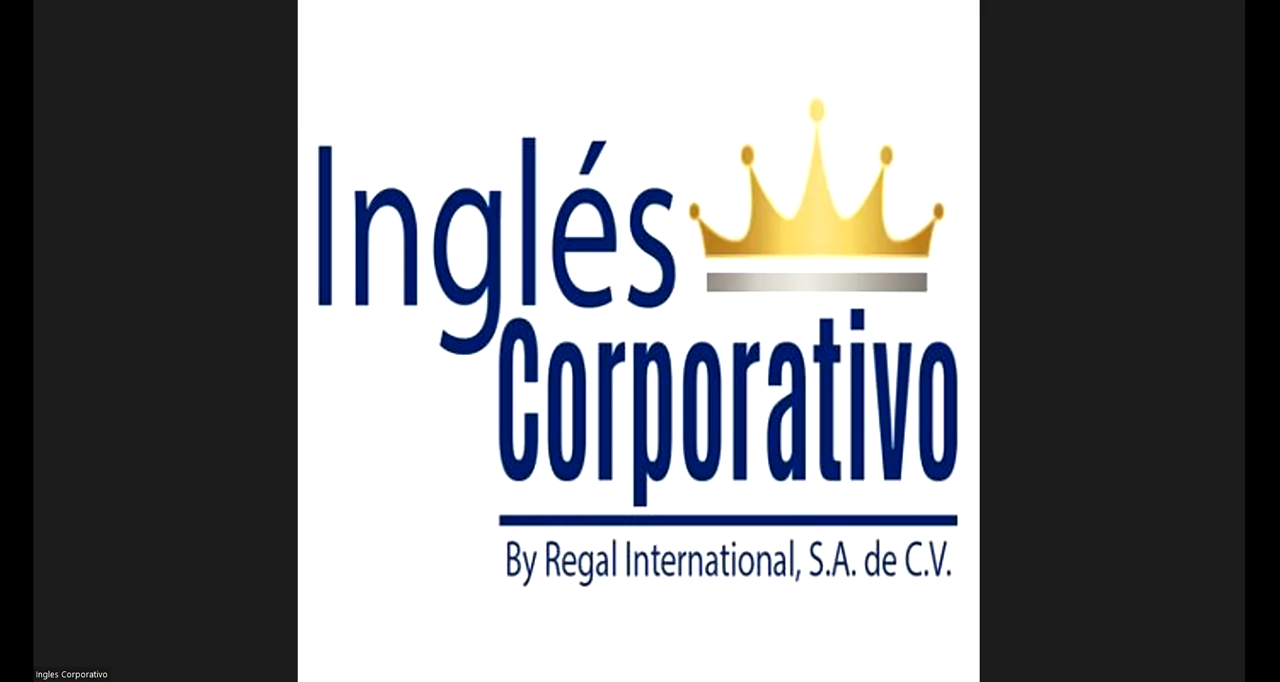 Inglés
Corporativo
By Regal International, S.A. de C.V.
Ingles Corporativo